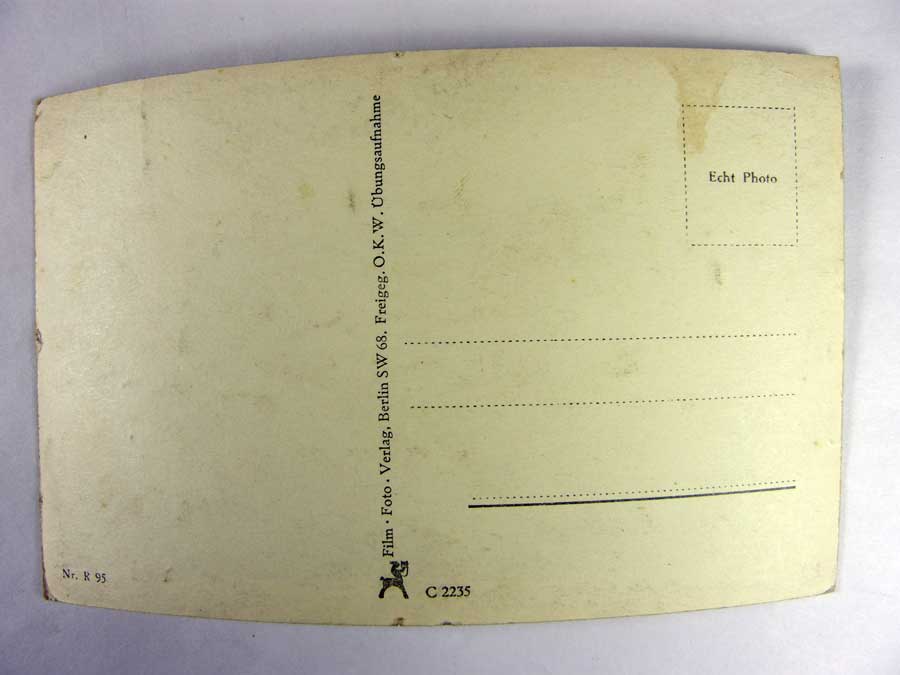 Echt Photo
Film · Foto · Verlag, Berlin SW 68. Freigeg. O.K.W. Übungsaufnahme
Nr. R 95
C 2235